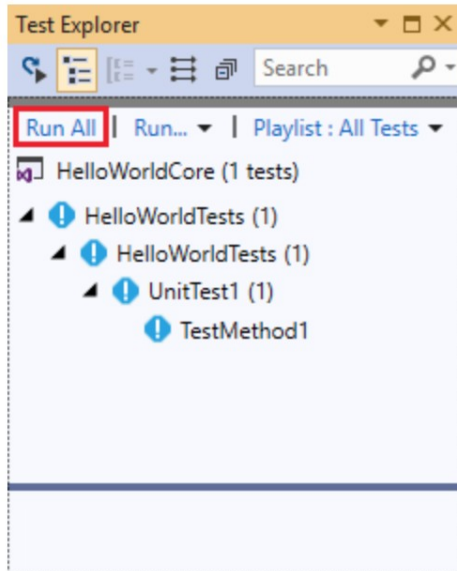 Test Explorer
Search
Run All | Run... | Playlist : All Tests
HelloWorldCore (1 tests)
HelloWorldTests (1)
HelloWorldTests (1)
UnitTest1 (1)
TestMethod1